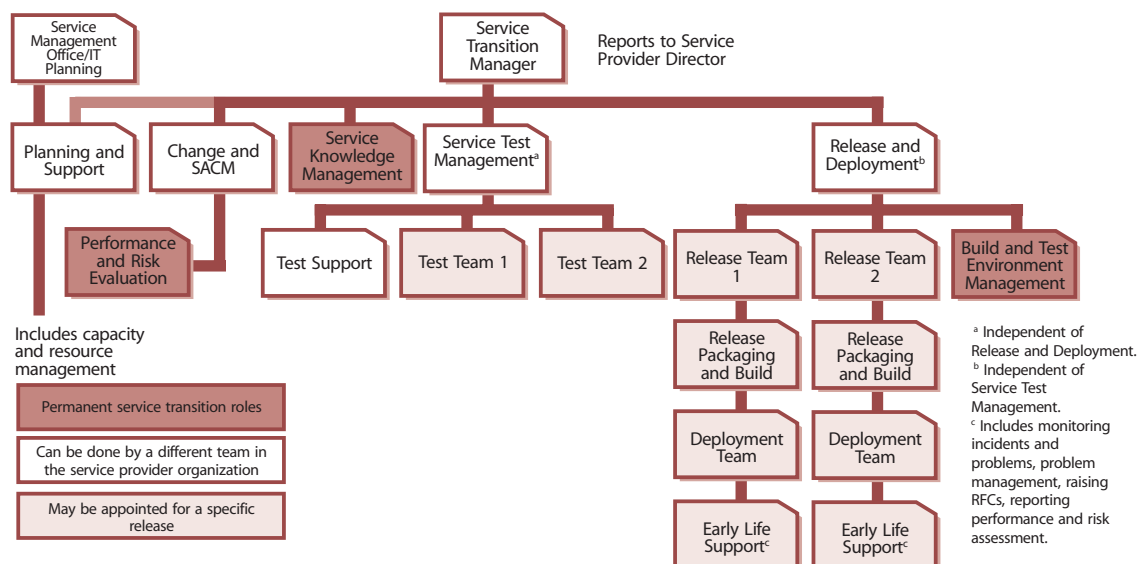 Service
Management
Office/IT
Planning
Service
Transition
Manager
Reports to Service
Provider Director
Planning and
Support
Change and
SACM
Service
Knowledge
Management
Service Test
Managementᵃ
Release and
Deploymentᵇ
Performance
and Risk
Evaluation
Test Support
Test Team 1
Test Team 2
Release Team
1
Release Team
2
Build and Test
Environment
Management
Includes capacity
and resource
management
Release
Packaging
and Build
Release
Packaging
and Build
Deployment
Team
Deployment
Team
Early Life
Supportᶜ
Early Life
Supportᶜ
Permanent service transition roles
Can be done by a different team in
the service provider organization
May be appointed for a specific
release
ᵃ Independent of
Release and Deployment.
ᵇ Independent of
Service Test
Management.
ᶜ Includes monitoring
incidents and
problems, problem
management, raising
RFCs, reporting
performance and risk
assessment.